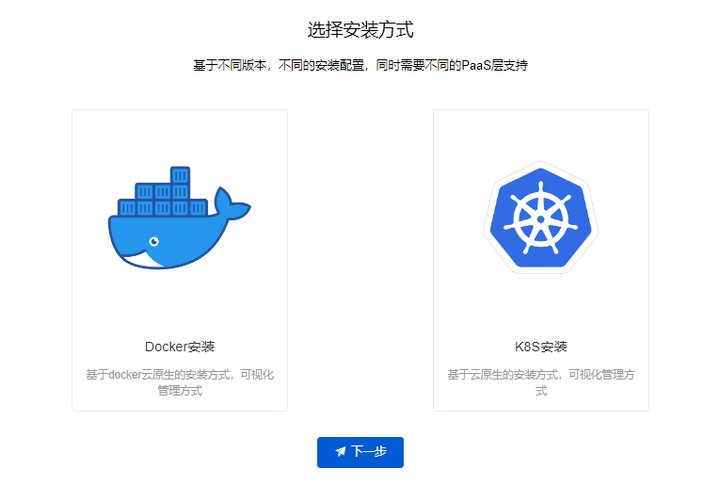 选择安装方式
基于不同版本，不同的安装配置，同时需要不同的PaaS层支持
Docker安装
基于docker云原生的安装方式，可视化
管理方式
K8S安装
基于云原生的安装方式，可视化管理方
式
下一步